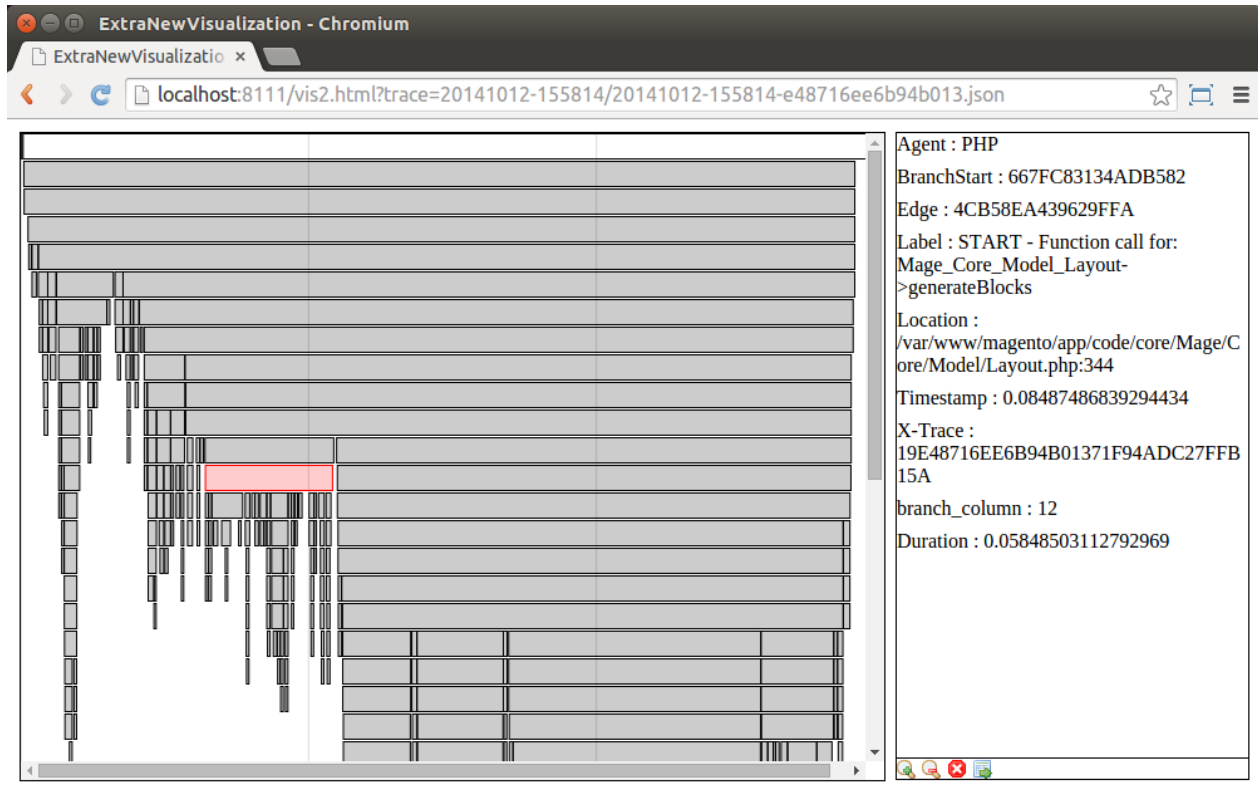 ExtraNewVisualization - Chromium
ExtraNewVisualizatio
localhost:8111/vis2.html?trace=20141012-155814/20141012-155814-e48716ee6b94b013.json
Agent : PHP
BranchStart : 667FC83134ADB582
Edge : 4CB58EA439629FFA
Label : START - Function call for:
Mage_Core_Model_Layout-
>generateBlocks
Location :
/var/www/magento/app/code/core/Mage/C
ore/Model/Layout.php:344
Timestamp : 0.08487486839294434
X-Trace :
19E48716EE6B94B01371F94ADC27FFB
15A
branch_column : 12
Duration : 0.05848503112792969